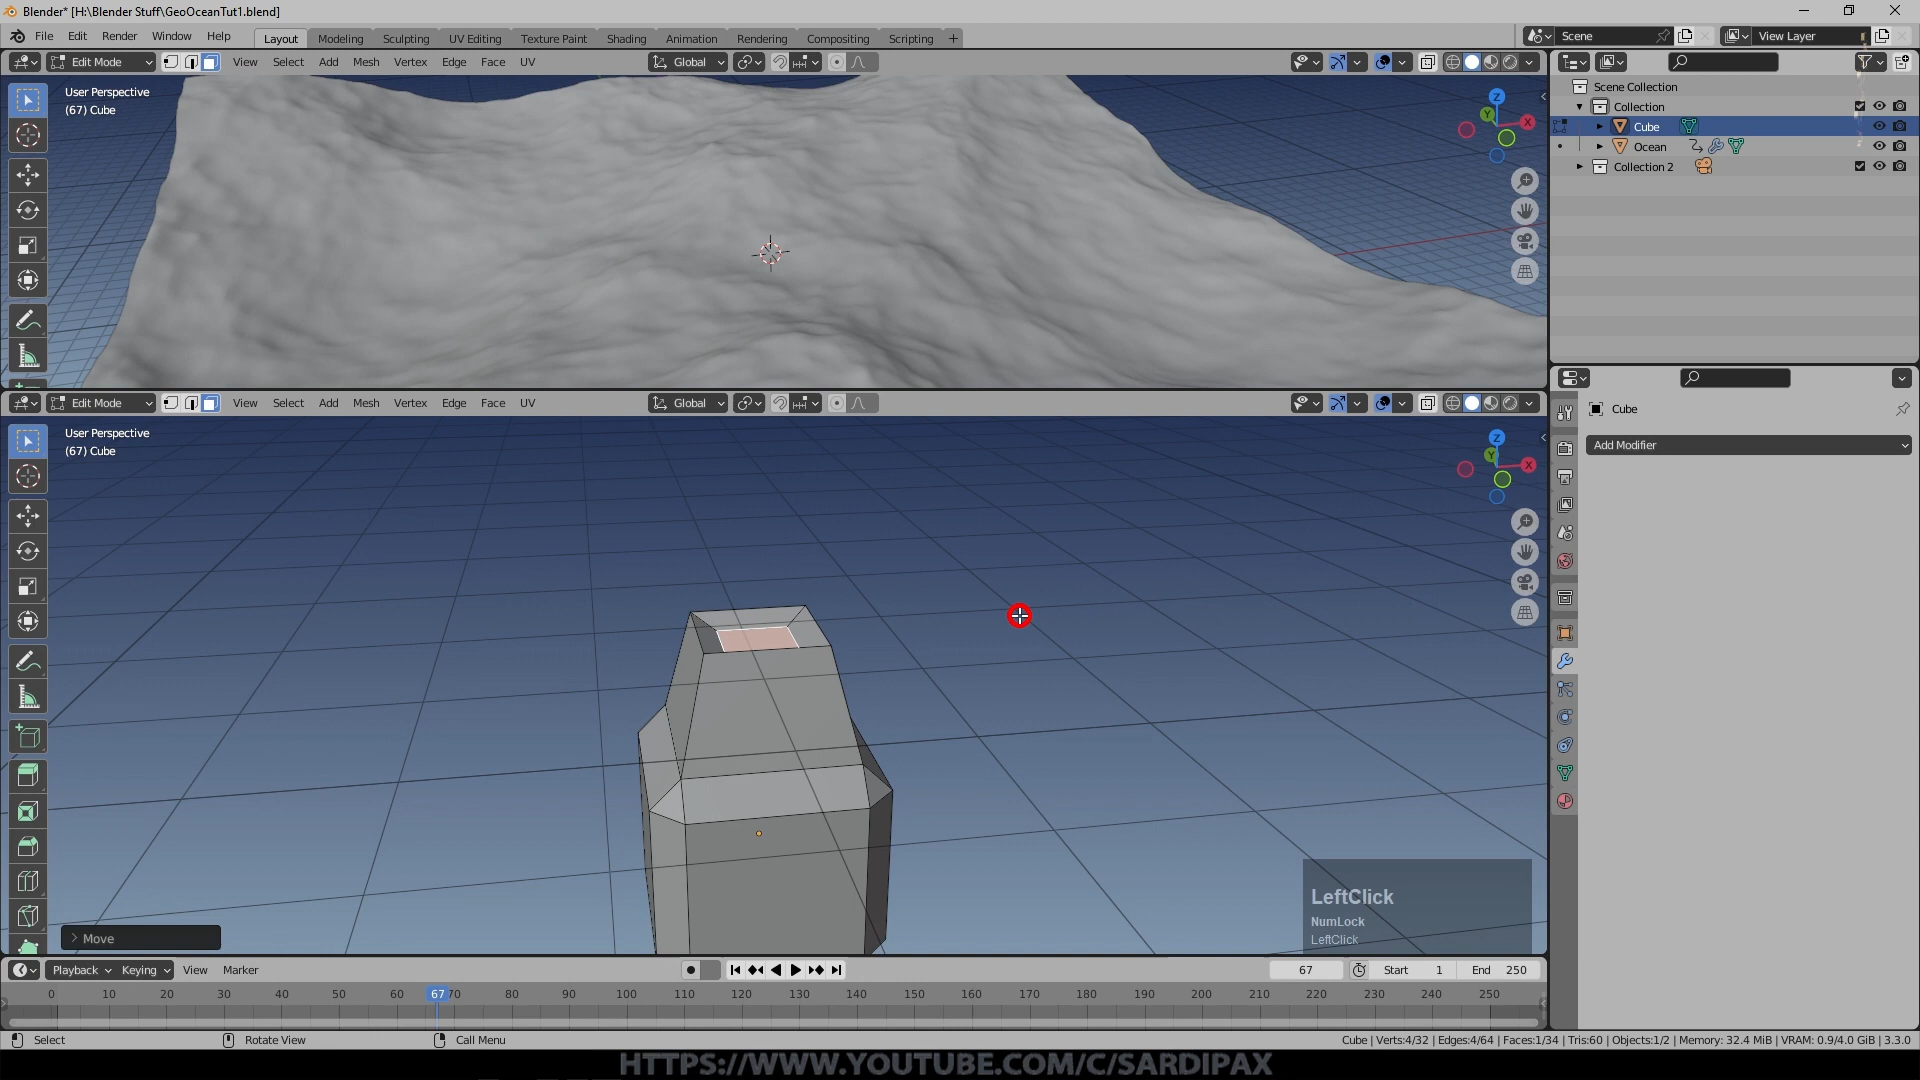 Blender* [H:\Blender Stuff\GeoOceanTut1.blend]
File Edit Render Window Help
Layout Modeling Sculpting UV Editing Texture Paint Shading Animation Rendering Compositing Scripting +
Scene
View Layer
Edit Mode View Select Add Mesh Vertex Edge Face UV
Global
User Perspective
(67) Cube
Z
Y
X
Scene Collection
Collection
Cube
Ocean
Collection 2
Edit Mode View Select Add Mesh Vertex Edge Face UV
Global
User Perspective
(67) Cube
Z
Y
X
Cube
Add Modifier
LeftClick
NumLock
LeftClick
Move
Playback Keying View Marker
67
Start 1
End 250
0 10 20 30 40 50 60 67 70 80 90 100 110 120 130 140 150 160 170 180 190 200 210 220 230 240 250
Select
Rotate View
Call Menu
Cube | Verts:4/32 | Edges:4/64 | Faces:1/34 | Tris:60 | Objects:1/2 | Memory: 32.4 MiB | VRAM: 0.9/4.0 GiB | 3.3.0
HTTPS://WWW.YOUTUBE.COM/C/SARDIPAX